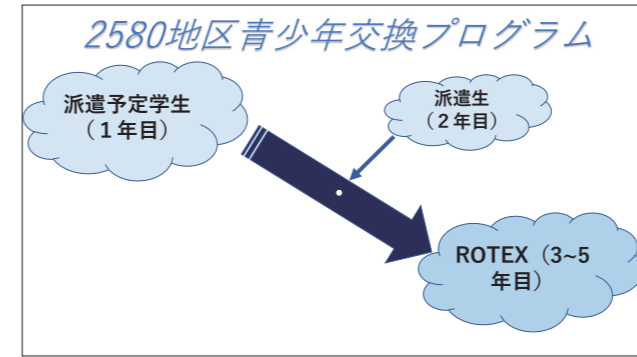 2580地区青少年交換プログラム
派遣予定学生
（１年目）
派遣生
（２年目）
ROTEX（3~5
年目）